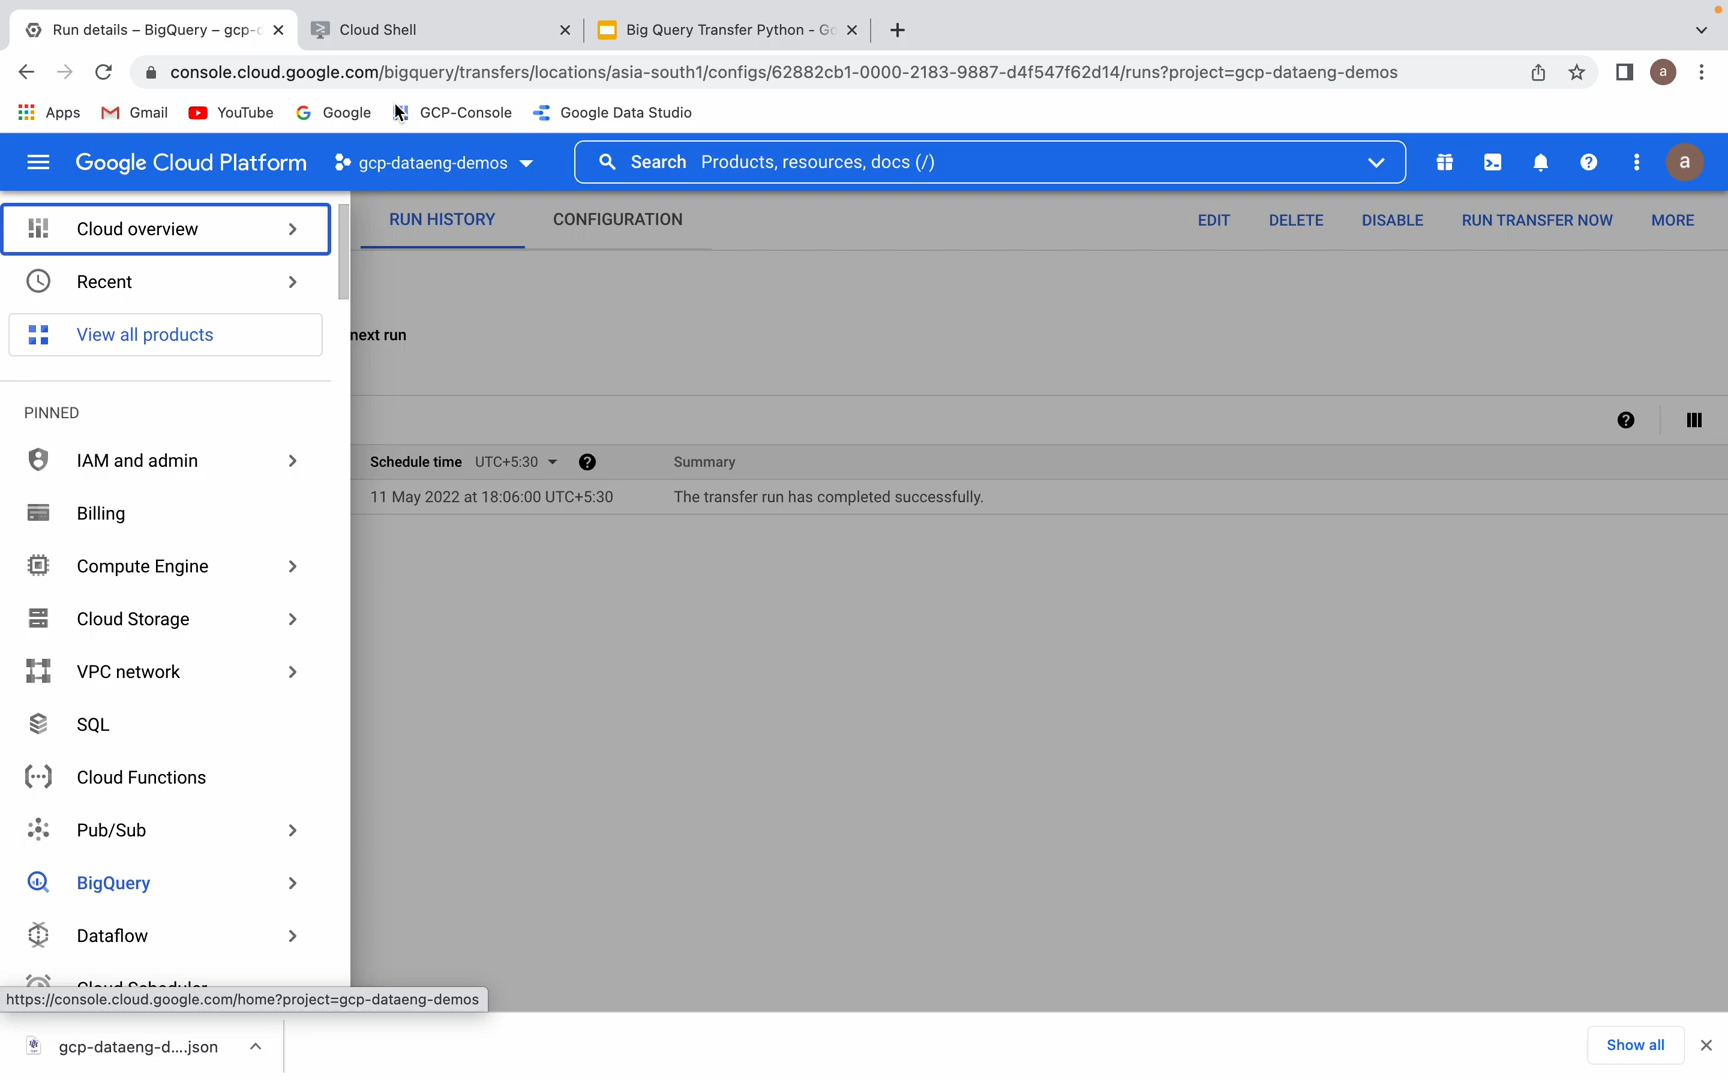 Run details – BigQuery – gcp-d
Cloud Shell
Big Query Transfer Python - Go
console.cloud.google.com/bigquery/transfers/locations/asia-south1/configs/62882cb1-0000-2183-9887-d4f547f62d14/runs?project=gcp-dataeng-demos
a
Apps
Gmail
YouTube
Google
GCP-Console
Google Data Studio
Google Cloud Platform
gcp-dataeng-demos
Search Products, resources, docs (/)
a
Cloud overview
Recent
View all products
PINNED
IAM and admin
Billing
Compute Engine
Cloud Storage
VPC network
SQL
Cloud Functions
Pub/Sub
BigQuery
Dataflow
Cloud Scheduler
RUN HISTORY
CONFIGURATION
EDIT
DELETE
DISABLE
RUN TRANSFER NOW
MORE
next run
Schedule time UTC+5:30
Summary
11 May 2022 at 18:06:00 UTC+5:30
The transfer run has completed successfully.
https://console.cloud.google.com/home?project=gcp-dataeng-demos
gcp-dataeng-d....json
Show all